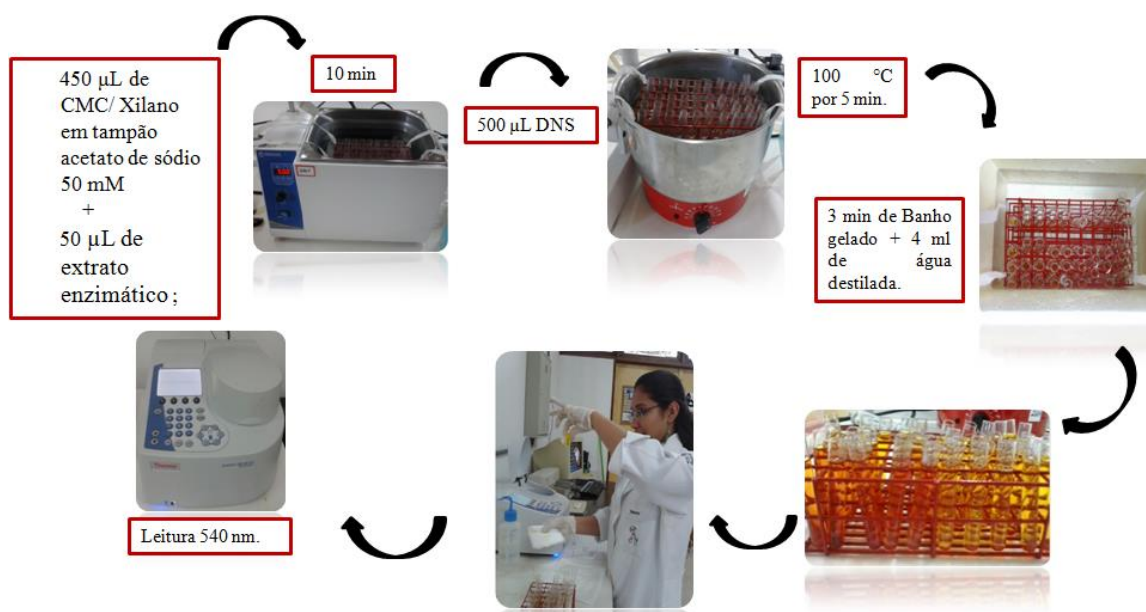 450 µL de
CMC/ Xilano
em tampão
acetato de sódio
50 mM
+
50 µL de
extrato
enzimático ;
10 min
500 µL DNS
100 °C
por 5 min.
3 min de Banho
gelado + 4 ml
de água
destilada.
Leitura 540 nm.